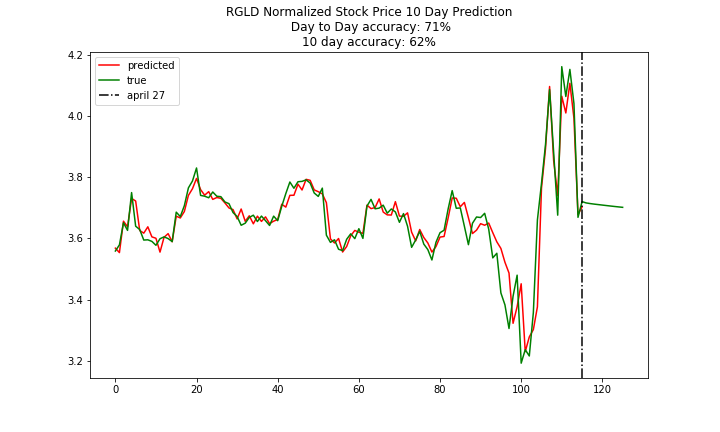 RGLD Normalized Stock Price 10 Day Prediction
Day to Day accuracy: 71%
10 day accuracy: 62%
predicted
true
april 27
4.2
4.0
3.8
3.6
3.4
3.2
0 20 40 60 80 100 120